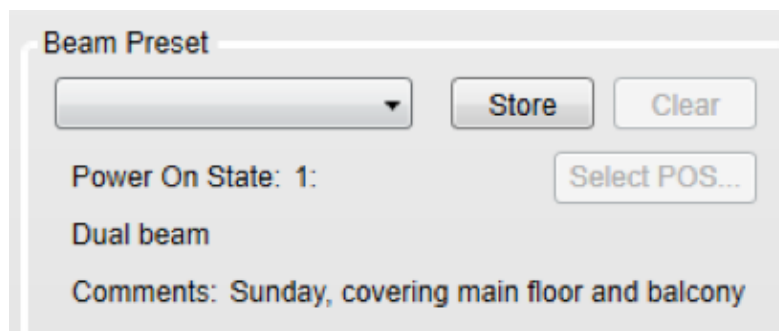 Beam Preset
Store Clear
Power On State: 1: Select POS...
Dual beam
Comments: Sunday, covering main floor and balcony